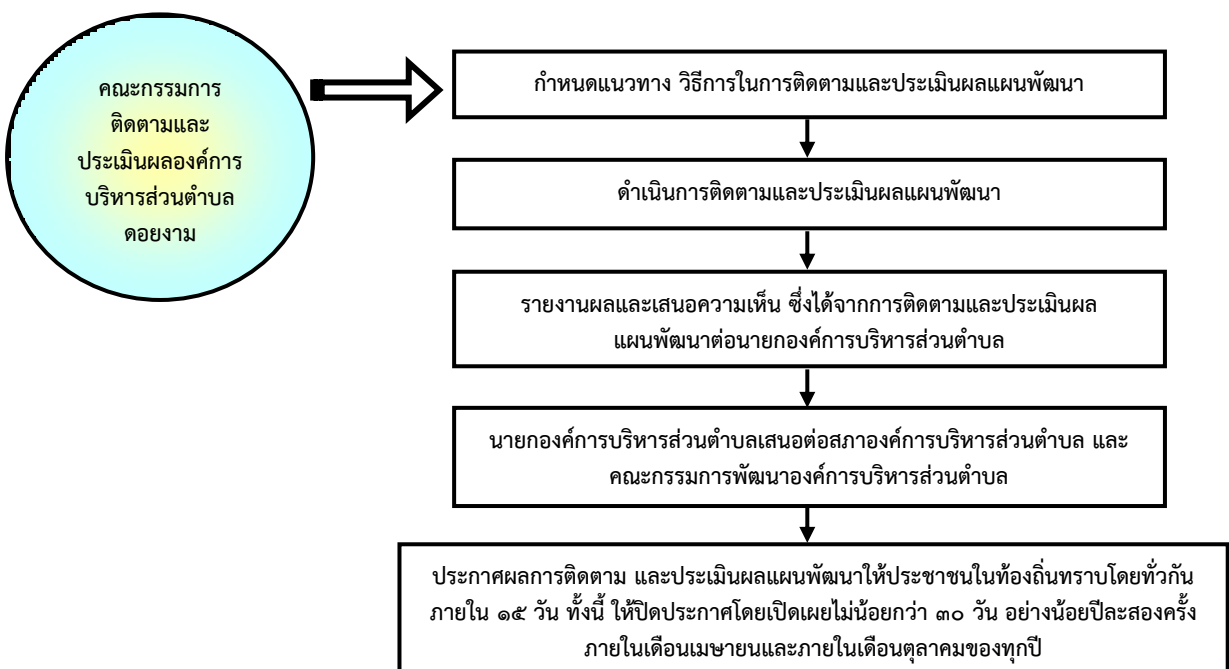 คณะกรรมการ
ติดตามและ
ประเมินผลองค์การ
บริหารส่วนตำบล
ดอยงาม
กำหนดแนวทาง วิธีการในการติดตามและประเมินผลแผนพัฒนา
ดำเนินการติดตามและประเมินผลแผนพัฒนา
รายงานผลและเสนอความเห็น ซึ่งได้จากการติดตามและประเมินผล
แผนพัฒนาต่อนายกองค์การบริหารส่วนตำบล
นายกองค์การบริหารส่วนตำบลเสนอต่อสภาองค์การบริหารส่วนตำบล และ
คณะกรรมการพัฒนาองค์การบริหารส่วนตำบล
ประกาศผลการติดตาม และประเมินผลแผนพัฒนาให้ประชาชนในท้องถิ่นทราบโดยทั่วกัน
ภายใน ๑๕ วัน ทั้งนี้ ให้ปิดประกาศโดยเปิดเผยไม่น้อยกว่า ๓๐ วัน อย่างน้อยปีละสองครั้ง
ภายในเดือนเมษายนและภายในเดือนตุลาคมของทุกปี